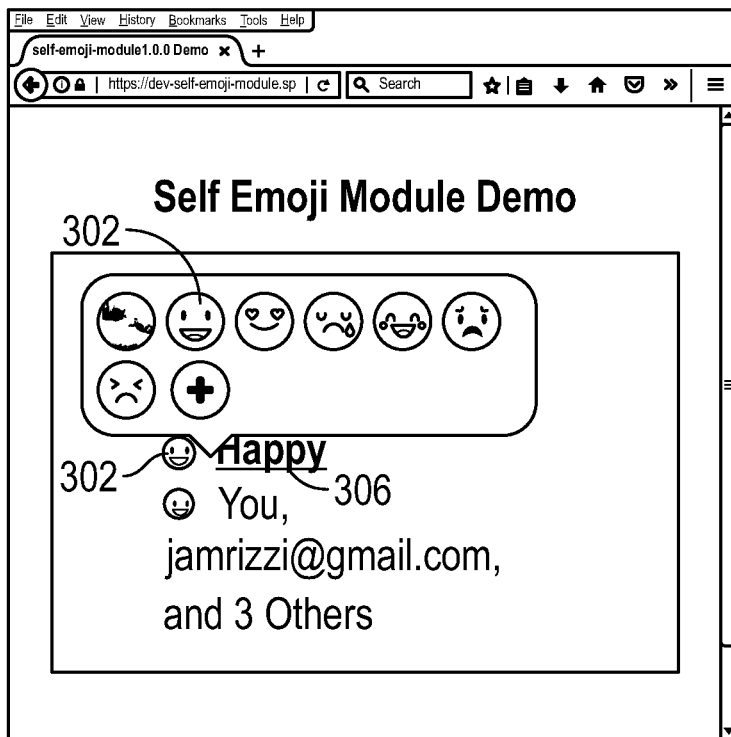 File Edit View History Bookmarks Tools Help
self-emoji-module1.0.0 Demo
https://dev-self-emoji-module.sp
Search
Self Emoji Module Demo
302
Happy
302
306
You,
jamrizzi@gmail.com,
and 3 Others